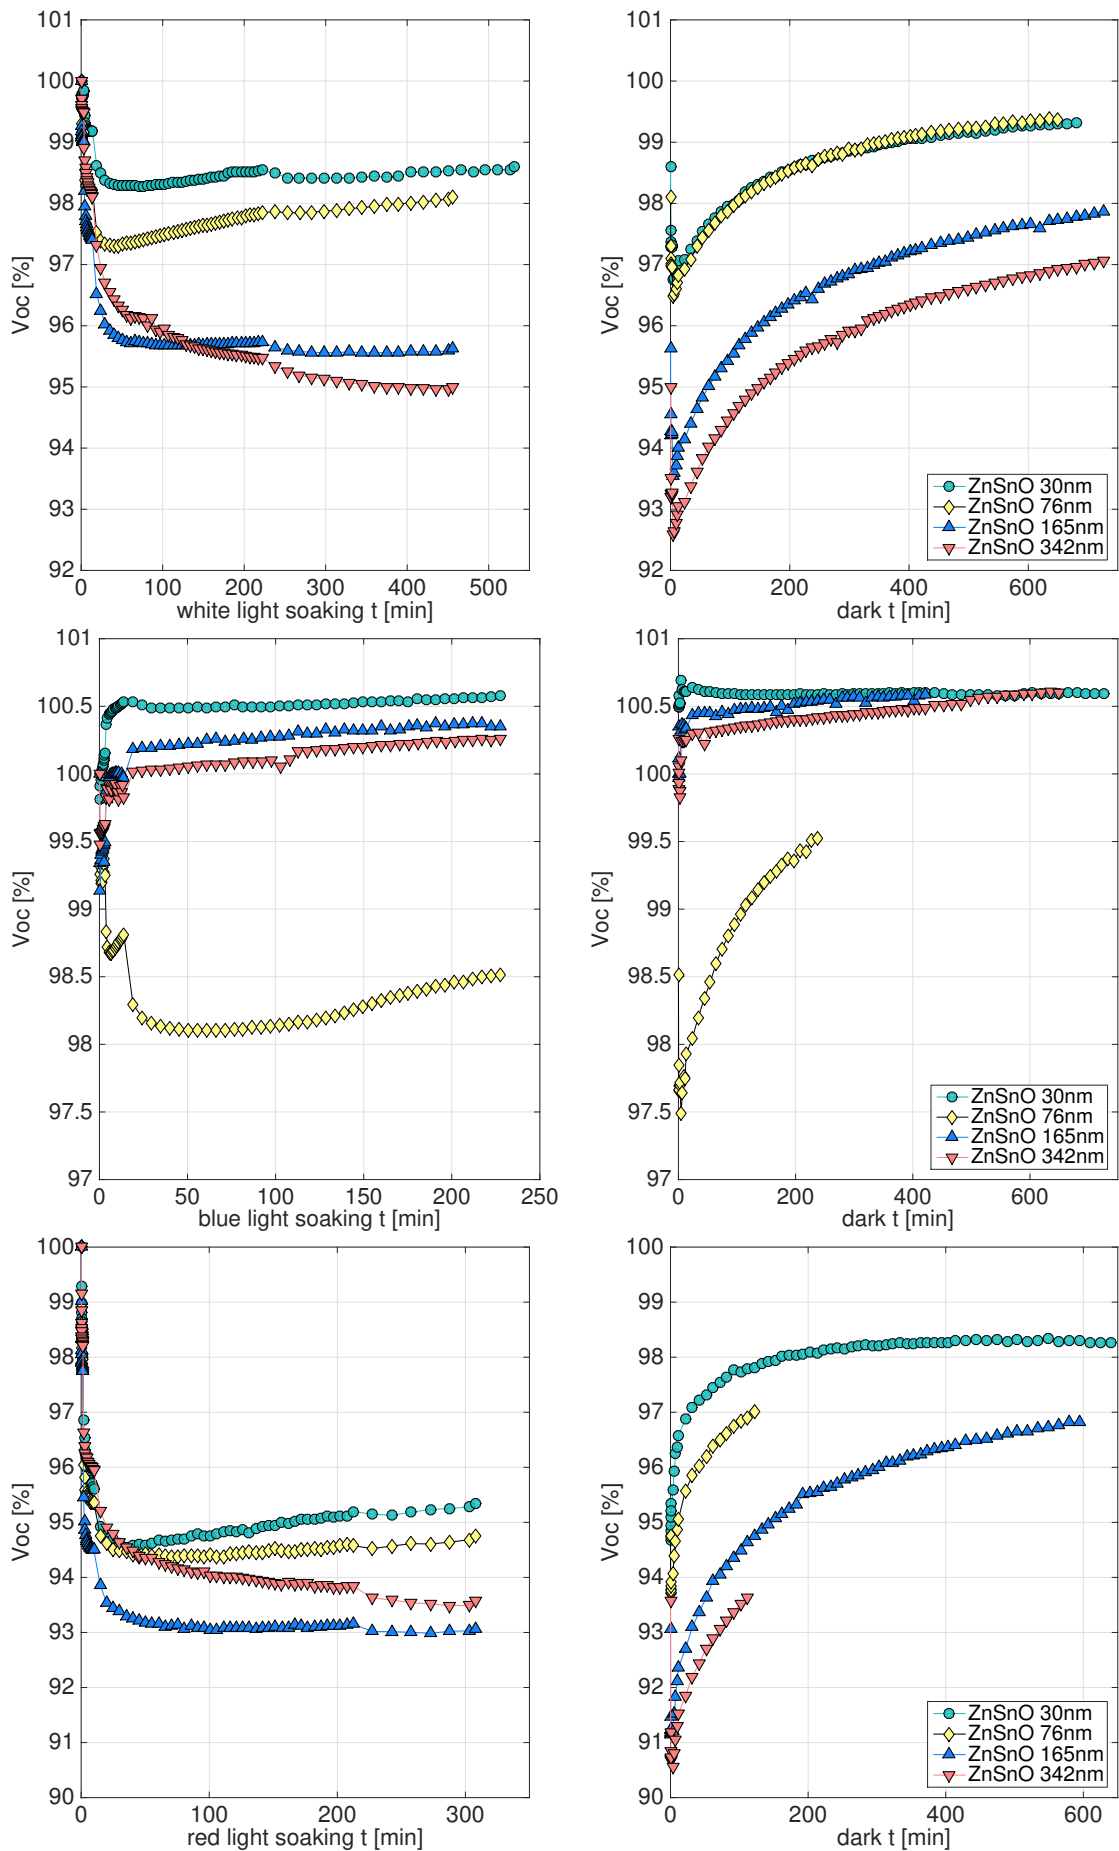 101
100
99
98
97
96
95
94
93
92
Voc [%]
0 100 200 300 400 500
white light soaking t [min]
101
100
99
98
97
96
95
94
93
92
Voc [%]
0 200 400 600
dark t [min]
ZnSnO 30nm
ZnSnO 76nm
ZnSnO 165nm
ZnSnO 342nm
101
100.5
100
99.5
99
98.5
98
97.5
97
Voc [%]
0 50 100 150 200 250
blue light soaking t [min]
101
100.5
100
99.5
99
98.5
98
97.5
97
Voc [%]
0 200 400 600
dark t [min]
ZnSnO 30nm
ZnSnO 76nm
ZnSnO 165nm
ZnSnO 342nm
100
99
98
97
96
95
94
93
92
91
90
Voc [%]
0 100 200 300
red light soaking t [min]
100
99
98
97
96
95
94
93
92
91
90
Voc [%]
0 200 400 600
dark t [min]
ZnSnO 30nm
ZnSnO 76nm
ZnSnO 165nm
ZnSnO 342nm